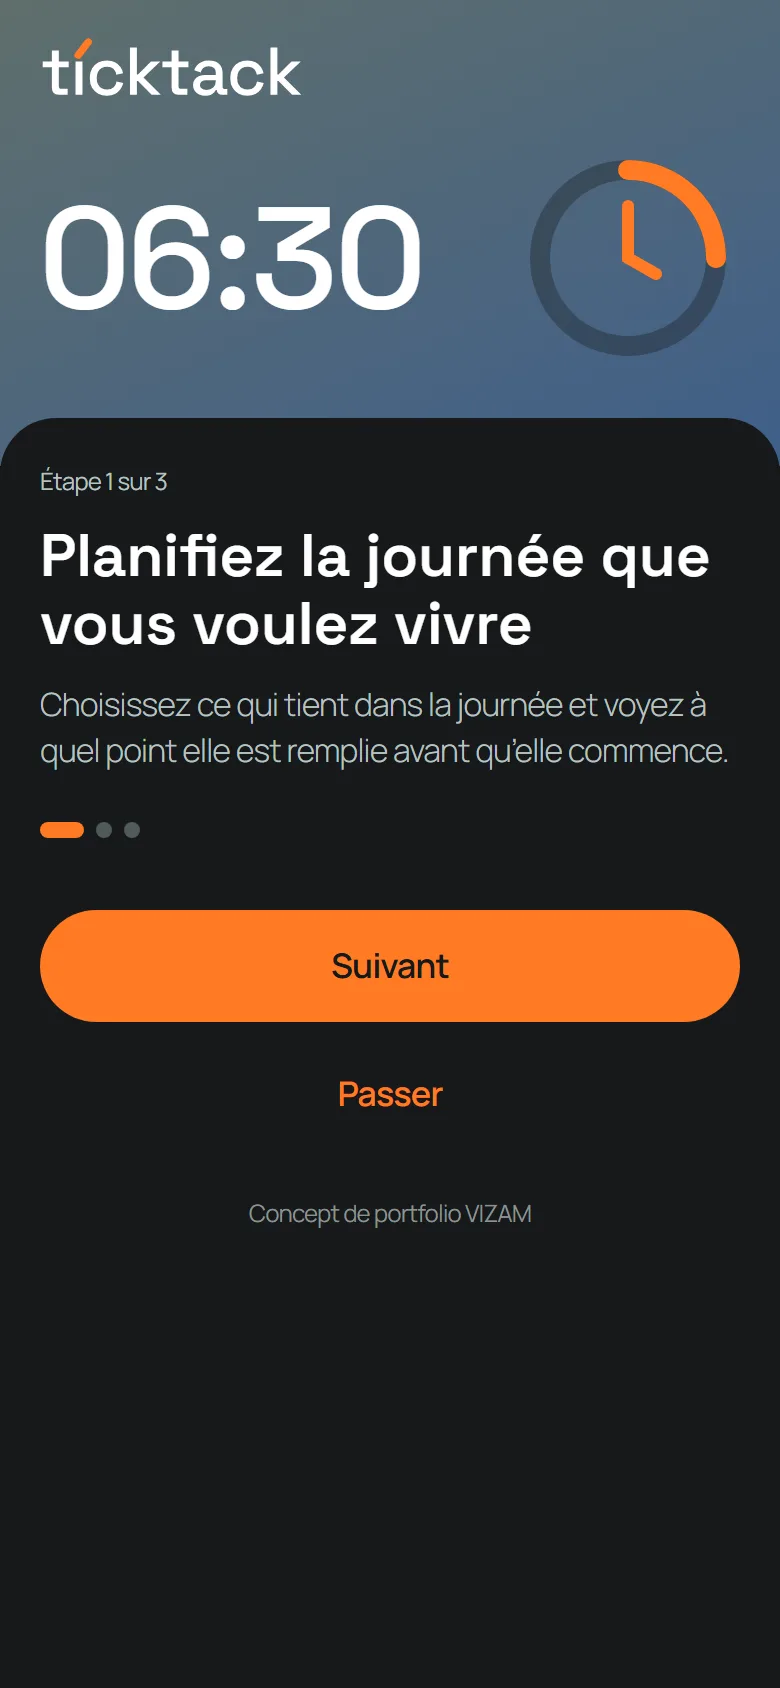 ticktack
06:30
Étape 1 sur 3
Planifiez la journée que
vous voulez vivre
Choisissez ce qui tient dans la journée et voyez à
quel point elle est remplie avant qu’elle commence.
Suivant
Passer
Concept de portfolio VIZAM